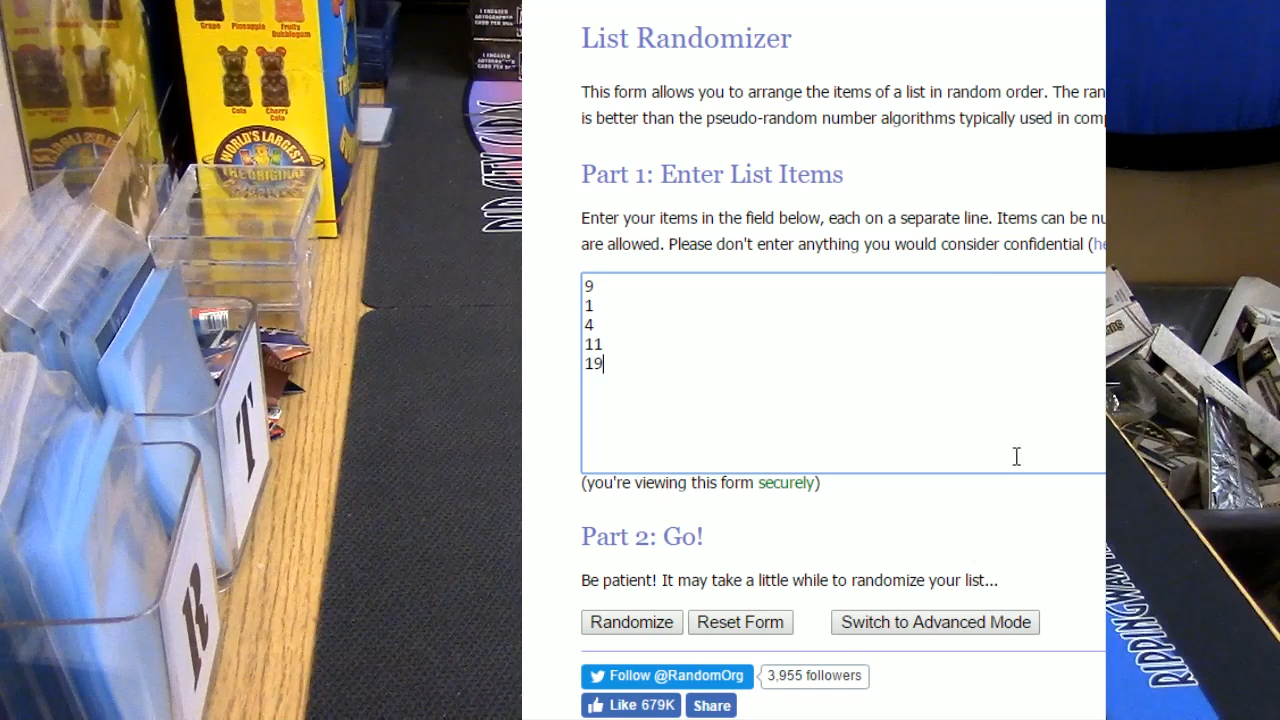 Grape Pineapple Fruity Bubblegum
Cola Cherry Cola
WORLD'S LARGEST
THE ORIGINAL
T
R
List Randomizer
This form allows you to arrange the items of a list in random order. The ran
is better than the pseudo-random number algorithms typically used in com
Part 1: Enter List Items
Enter your items in the field below, each on a separate line. Items can be nu
are allowed. Please don't enter anything you would consider confidential (he
9
1
4
11
19
(you're viewing this form securely)
Part 2: Go!
Be patient! It may take a little while to randomize your list...
Randomize Reset Form Switch to Advanced Mode
Follow @RandomOrg 3,955 followers
Like 679K Share
RIPPINGWAX